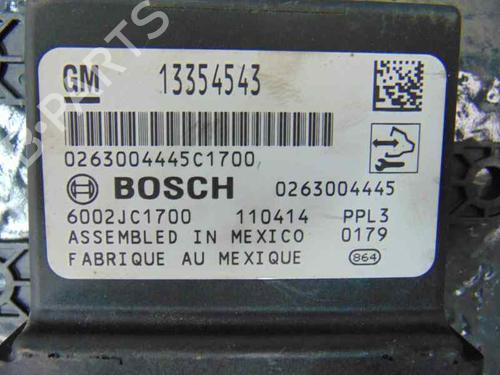 GM 13354543
0263004445C1700
BOSCH 0263004445
6002JC1700 110414 PPL3
ASSEMBLED IN MEXICO 0179
FABRIQUE AU MEXIQUE 864
B-PARTS